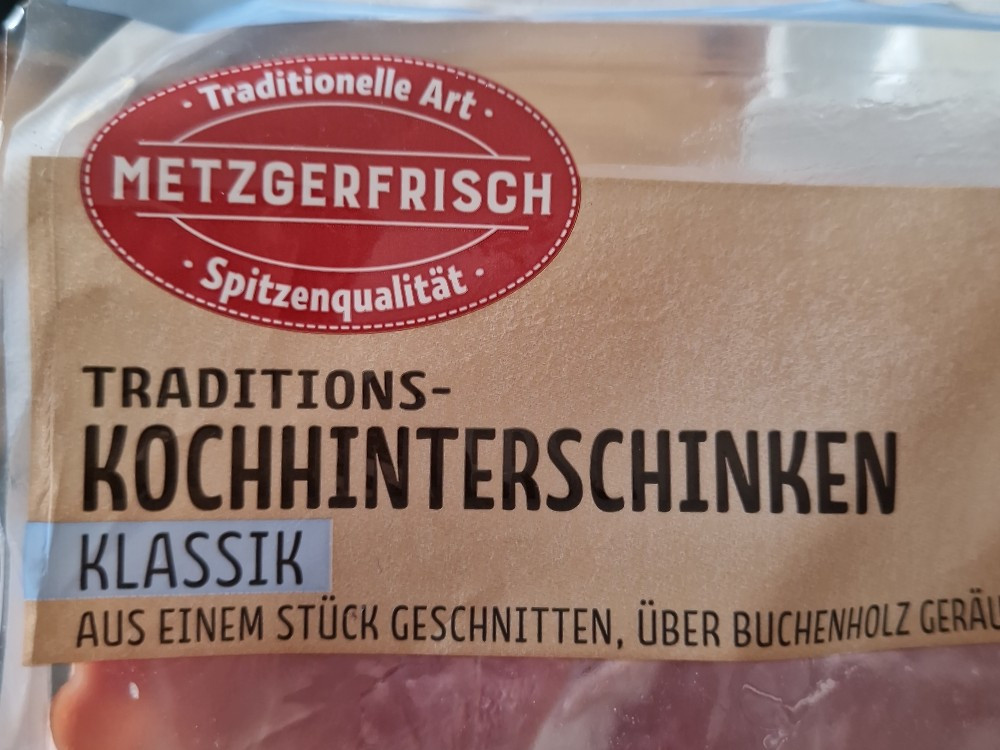 · Traditionelle Art ·
METZGERFRISCH
· Spitzenqualität ·
TRADITIONS-
KOCHHINTERSCHINKEN
KLASSIK
AUS EINEM STÜCK GESCHNITTEN, ÜBER BUCHENHOLZ